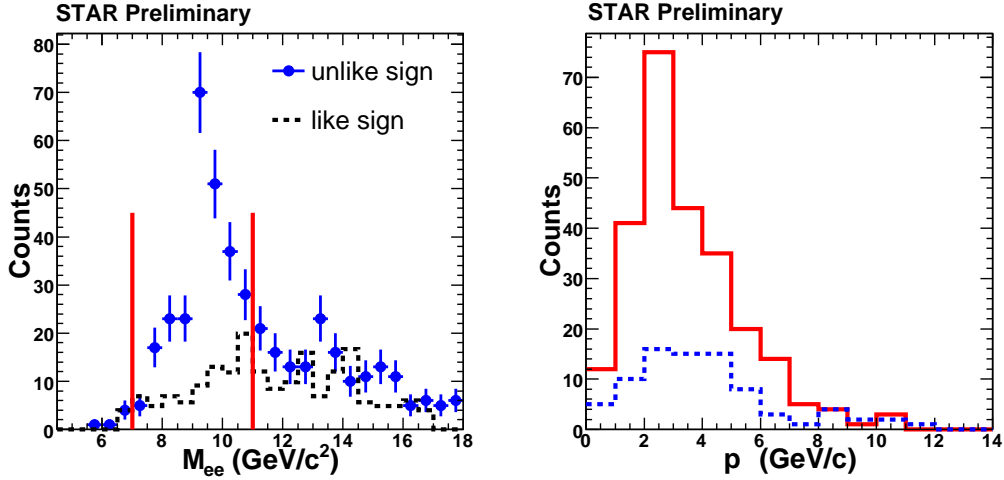 STAR Preliminary
80
70
60
50
40
30
20
10
0
Counts
unlike sign
like sign
6 8 10 12 14 16 18
M_ee (GeV/c²)
STAR Preliminary
70
60
50
40
30
20
10
0
Counts
0 2 4 6 8 10 12 14
p (GeV/c)